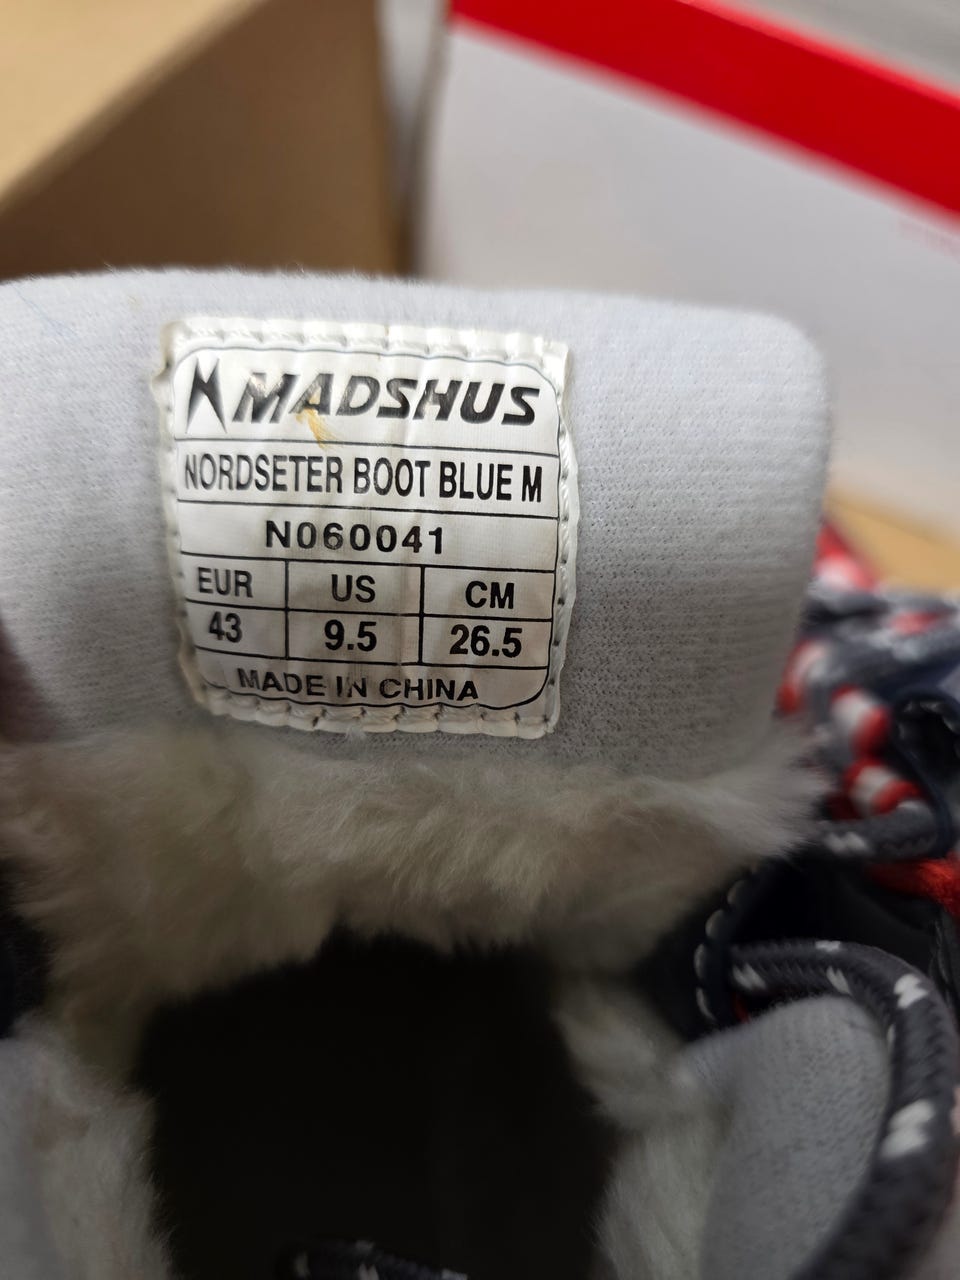 MADSHUS
NORDSETER BOOT BLUE M
N060041
EUR US CM
43 9.5 26.5
MADE IN CHINA